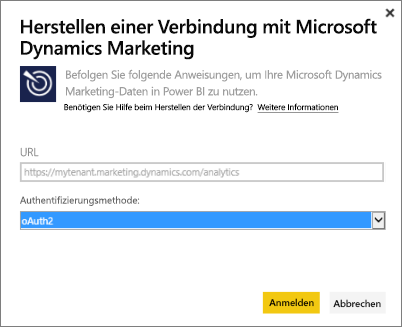 Herstellen einer Verbindung mit Microsoft
Dynamics Marketing
Befolgen Sie folgende Anweisungen, um Ihre Microsoft Dynamics
Marketing-Daten in Power BI zu nutzen.
Benötigen Sie Hilfe beim Herstellen der Verbindung? Weitere Informationen
URL
https://mytenant.marketing.dynamics.com/analytics
Authentifizierungsmethode:
oAuth2
Anmelden Abbrechen